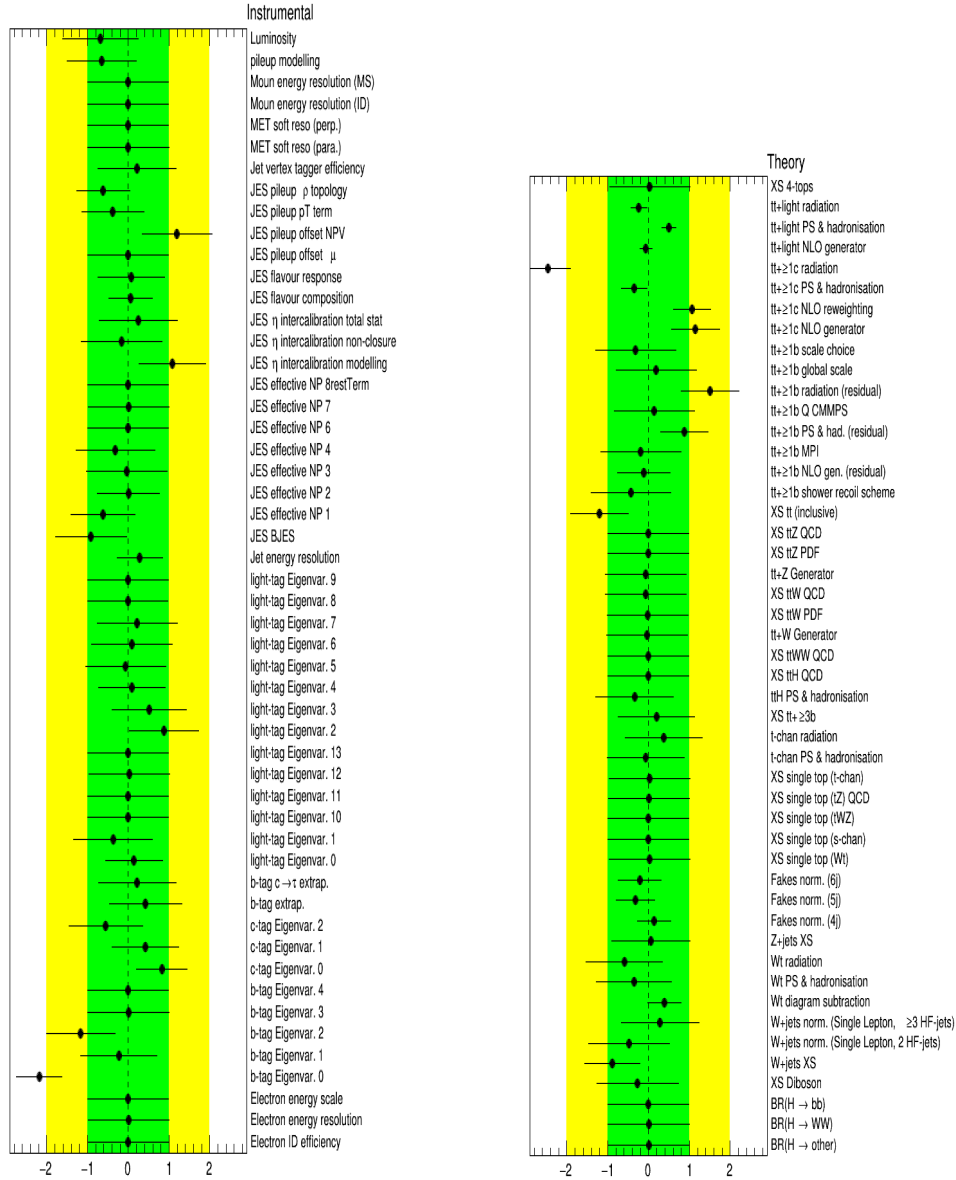 Instrumental
Luminosity
pileup modelling
Moun energy resolution (MS)
Moun energy resolution (ID)
MET soft reso (perp.)
MET soft reso (para.)
Jet vertex tagger efficiency
JES pileup ρ topology
JES pileup pT term
JES pileup offset NPV
JES pileup offset μ
JES flavour response
JES flavour composition
JES η intercalibration total stat
JES η intercalibration non-closure
JES η intercalibration modelling
JES effective NP 8restTerm
JES effective NP 7
JES effective NP 6
JES effective NP 4
JES effective NP 3
JES effective NP 2
JES effective NP 1
JES BJES
Jet energy resolution
light-tag Eigenvar. 9
light-tag Eigenvar. 8
light-tag Eigenvar. 7
light-tag Eigenvar. 6
light-tag Eigenvar. 5
light-tag Eigenvar. 4
light-tag Eigenvar. 3
light-tag Eigenvar. 2
light-tag Eigenvar. 13
light-tag Eigenvar. 12
light-tag Eigenvar. 11
light-tag Eigenvar. 10
light-tag Eigenvar. 1
light-tag Eigenvar. 0
b-tag c→τ extrap.
b-tag extrap.
c-tag Eigenvar. 2
c-tag Eigenvar. 1
c-tag Eigenvar. 0
b-tag Eigenvar. 4
b-tag Eigenvar. 3
b-tag Eigenvar. 2
b-tag Eigenvar. 1
b-tag Eigenvar. 0
Electron energy scale
Electron energy resolution
Electron ID efficiency
−2 −1 0 1 2
Theory
XS 4-tops
tt+light radiation
tt+light PS & hadronisation
tt+light NLO generator
tt+≥1c radiation
tt+≥1c PS & hadronisation
tt+≥1c NLO reweighting
tt+≥1c NLO generator
tt+≥1b scale choice
tt+≥1b global scale
tt+≥1b radiation (residual)
tt+≥1b Q CMMPS
tt+≥1b PS & had. (residual)
tt+≥1b MPI
tt+≥1b NLO gen. (residual)
tt+≥1b shower recoil scheme
XS tt (inclusive)
XS ttZ QCD
XS ttZ PDF
tt+Z Generator
XS ttW QCD
XS ttW PDF
tt+W Generator
XS ttWW QCD
XS ttH QCD
ttH PS & hadronisation
XS tt+ ≥3b
t-chan radiation
t-chan PS & hadronisation
XS single top (t-chan)
XS single top (tZ) QCD
XS single top (tWZ)
XS single top (s-chan)
XS single top (Wt)
Fakes norm. (6j)
Fakes norm. (5j)
Fakes norm. (4j)
Z+jets XS
Wt radiation
Wt PS & hadronisation
Wt diagram subtraction
W+jets norm. (Single Lepton, ≥3 HF-jets)
W+jets norm. (Single Lepton, 2 HF-jets)
W+jets XS
XS Diboson
BR(H → bb)
BR(H → WW)
BR(H → other)
−2 −1 0 1 2